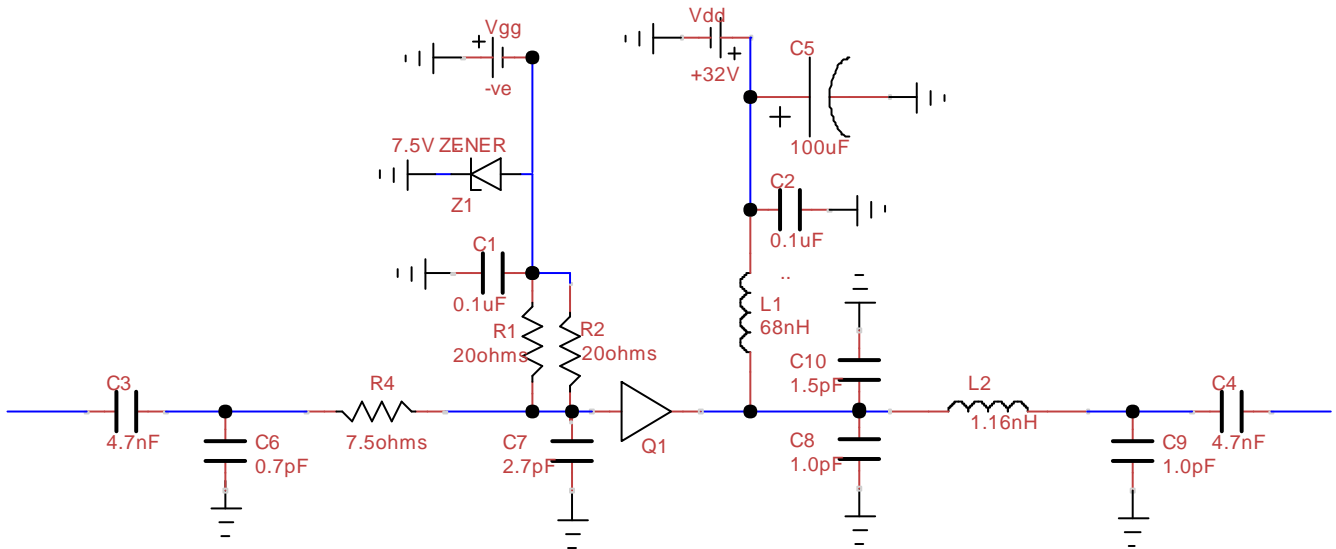 Vgg
+
-ve
Vdd
+
+32V
C5
+
100uF
7.5V ZENER
Z1
C2
0.1uF
C1
0.1uF
..
L1
68nH
R1
20ohms
R2
20ohms
C10
1.5pF
C3
4.7nF
R4
7.5ohms
L2
1.16nH
C4
4.7nF
C6
0.7pF
C7
2.7pF
Q1
C8
1.0pF
C9
1.0pF